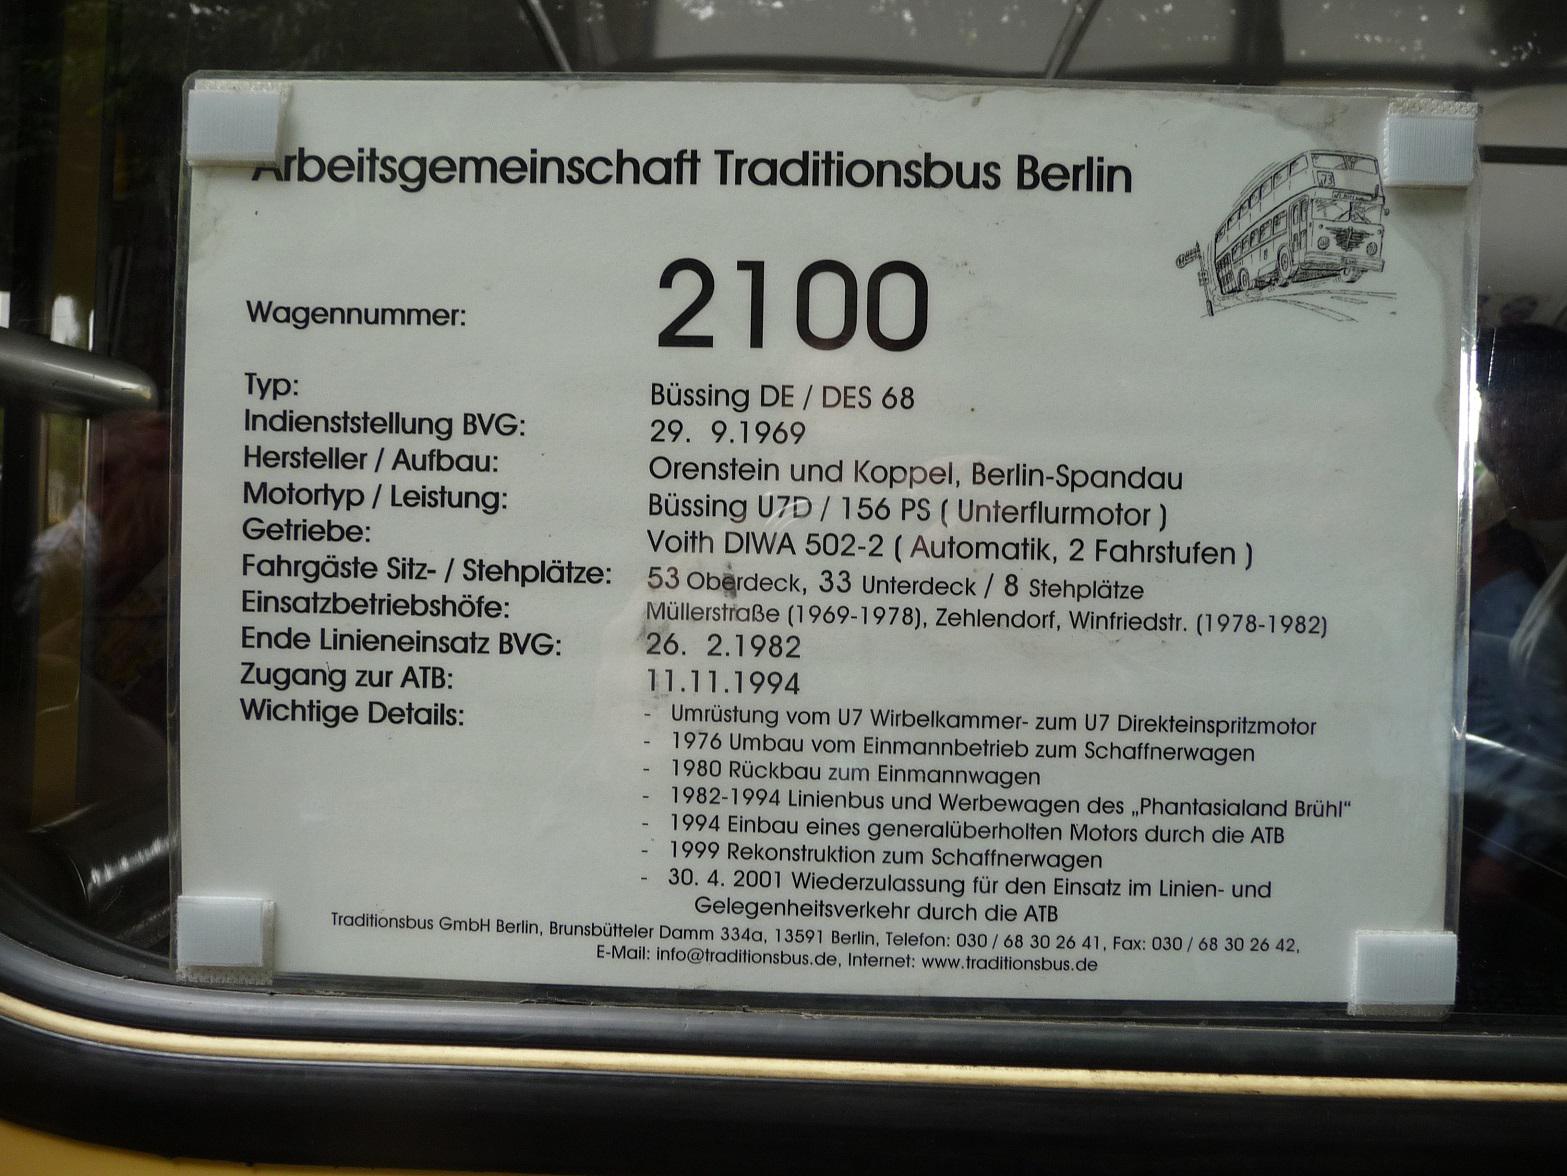 Arbeitsgemeinschaft Traditionsbus Berlin
Wagennummer: 2100
Typ: Büssing DE / DES 68
Indienststellung BVG: 29. 9.1969
Hersteller / Aufbau: Orenstein und Koppel, Berlin-Spandau
Motortyp / Leistung: Büssing U7D / 156 PS ( Unterflurmotor )
Getriebe: Voith DIWA 502-2 ( Automatik, 2 Fahrstufen )
Fahrgäste Sitz- / Stehplätze: 53 Oberdeck, 33 Unterdeck / 8 Stehplätze
Einsatzbetriebshöfe: Müllerstraße (1969-1978), Zehlendorf, Winfriedstr. (1978-1982)
Ende Linieneinsatz BVG: 26. 2.1982
Zugang zur ATB: 11.11.1994
Wichtige Details: - Umrüstung vom U7 Wirbelkammer- zum U7 Direkteinspritzmotor
- 1976 Umbau vom Einmannbetrieb zum Schaffnerwagen
- 1980 Rückbau zum Einmannwagen
- 1982-1994 Linienbus und Werbewagen des „Phantasialand Brühl“
- 1994 Einbau eines generalüberholten Motors durch die ATB
- 1999 Rekonstruktion zum Schaffnerwagen
- 30. 4. 2001 Wiederzulassung für den Einsatz im Linien- und
Gelegenheitsverkehr durch die ATB
Traditionsbus GmbH Berlin, Brunsbütteler Damm 334a, 13591 Berlin, Telefon: 030 / 68 30 26 41, Fax: 030 / 68 30 26 42,
E-Mail: info@traditionsbus.de, Internet: www.traditionsbus.de